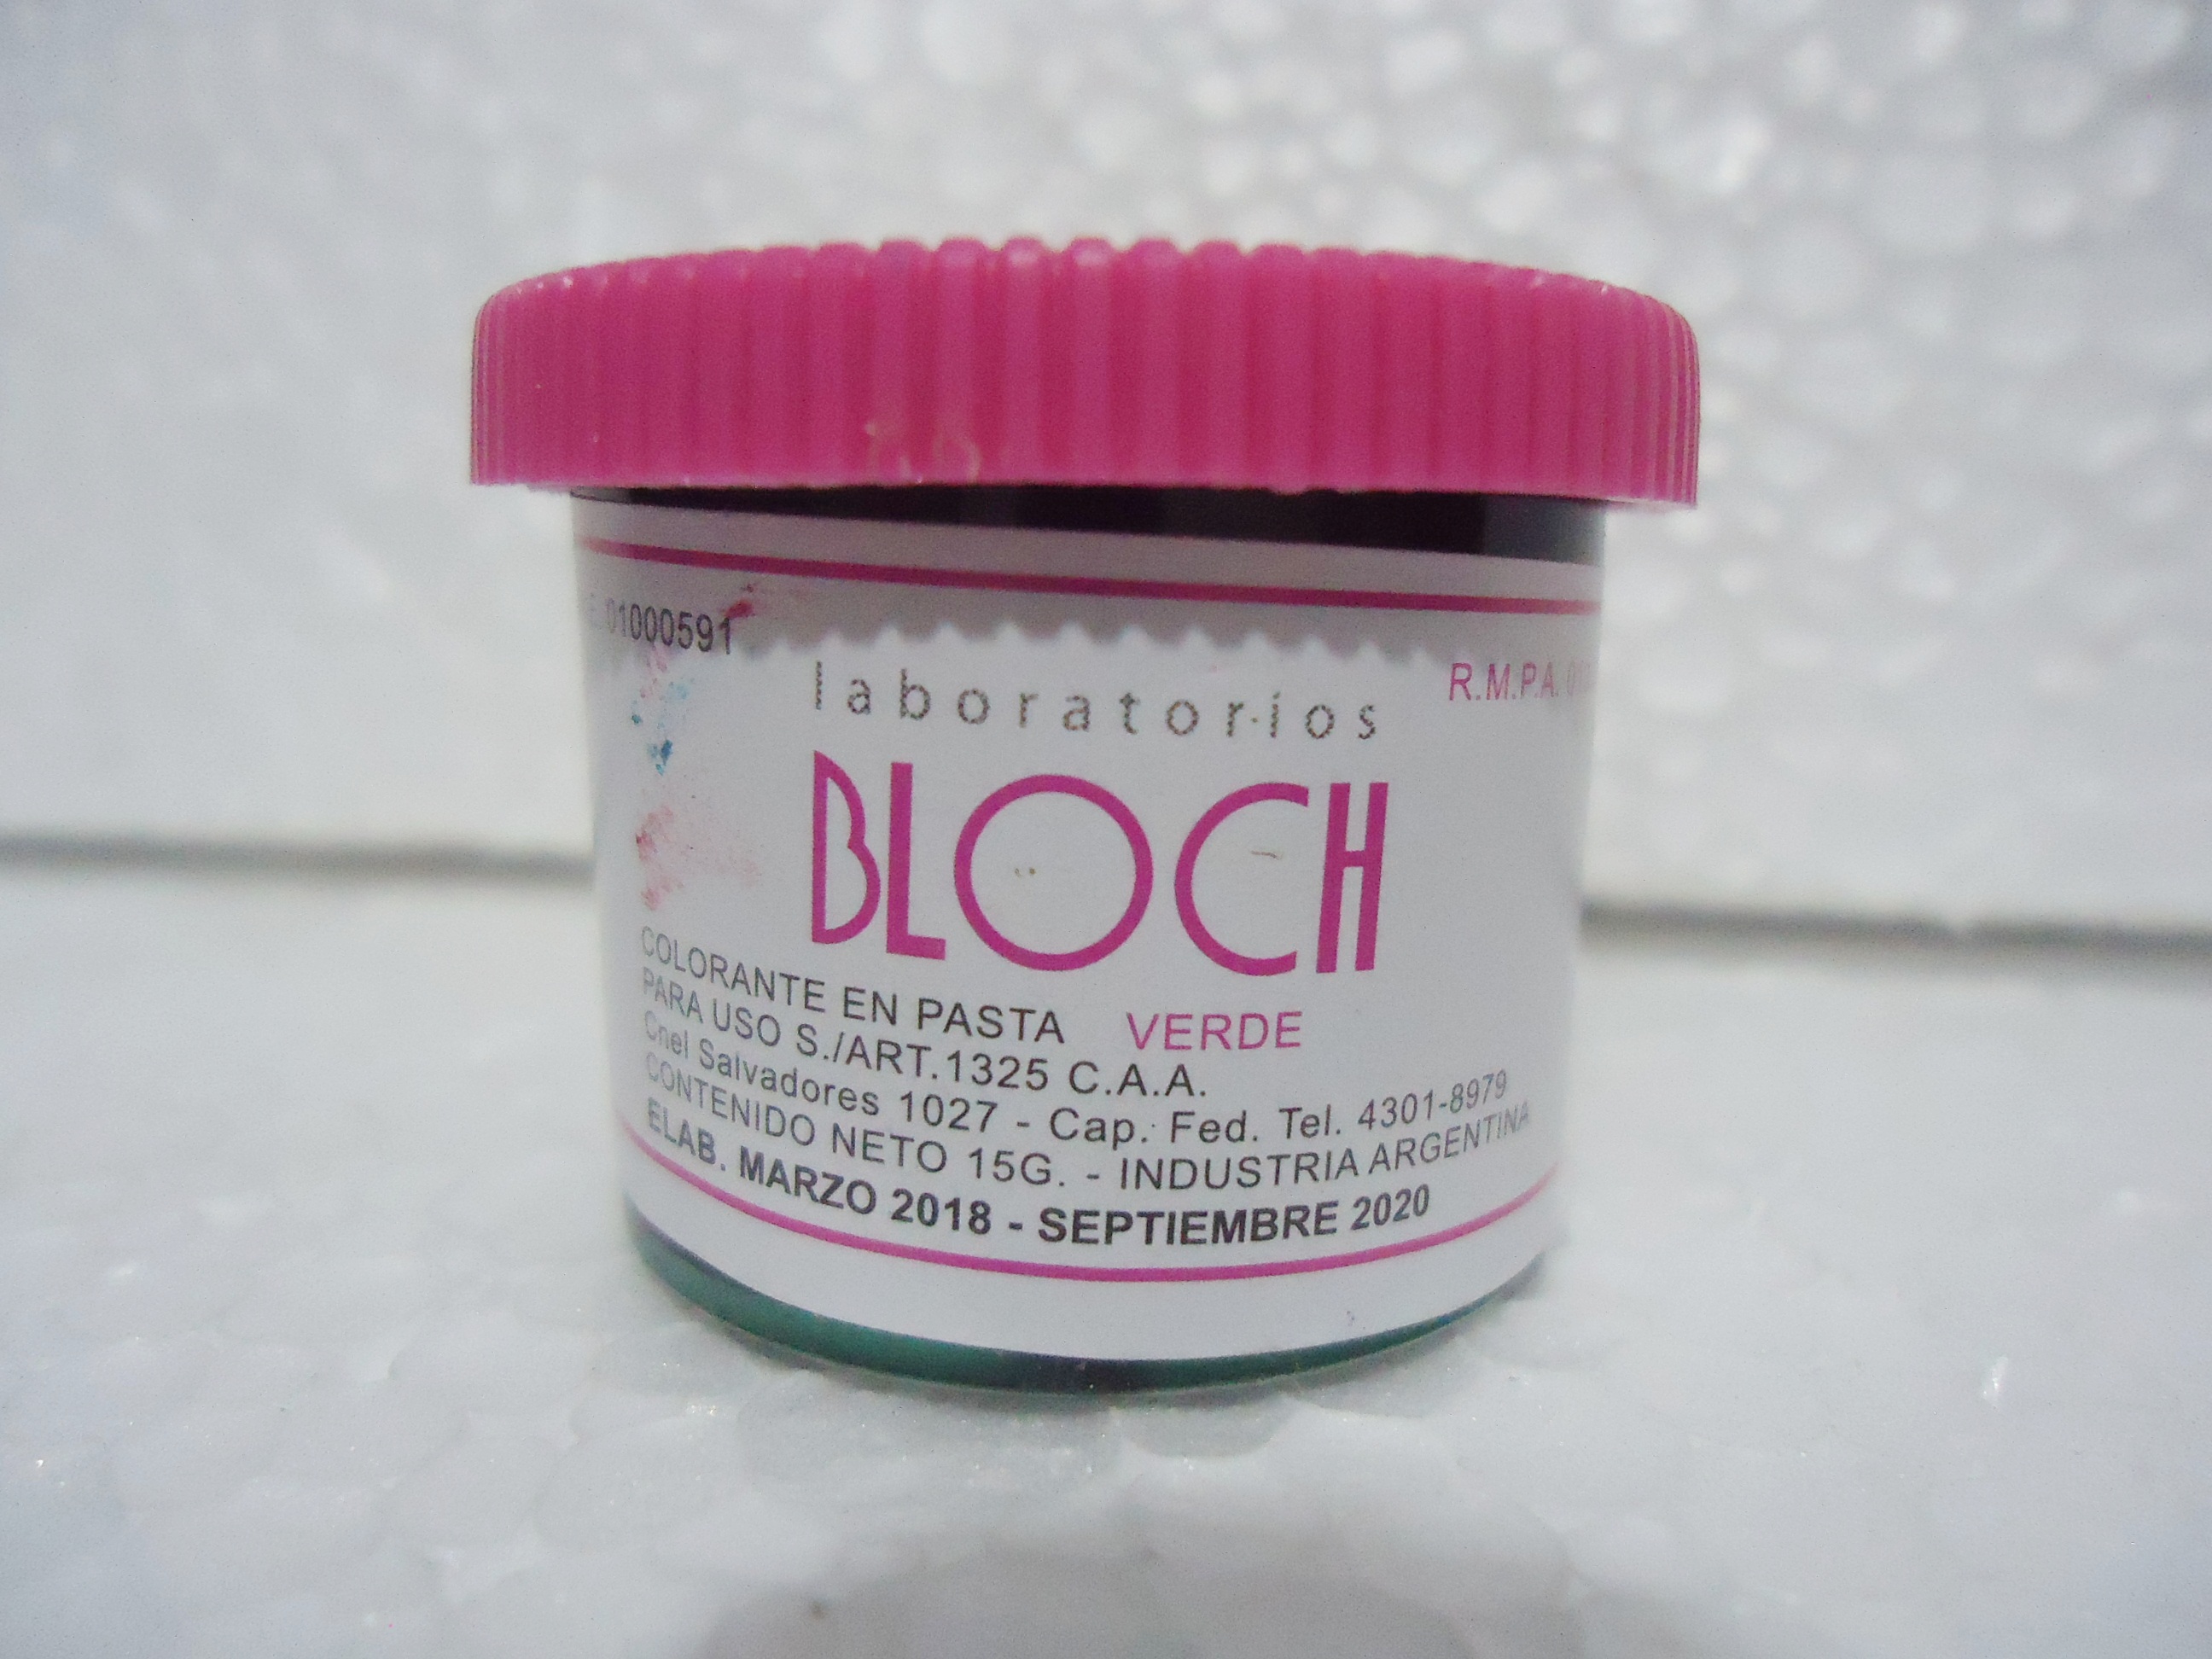 01000591
R.M.P.A.
laboratorios
BLOCH
COLORANTE EN PASTA VERDE
PARA USO S./ART.1325 C.A.A.
Cnel Salvadores 1027 - Cap. Fed. Tel. 4301-8979
CONTENIDO NETO 15G. - INDUSTRIA ARGENTINA
ELAB. MARZO 2018 - SEPTIEMBRE 2020